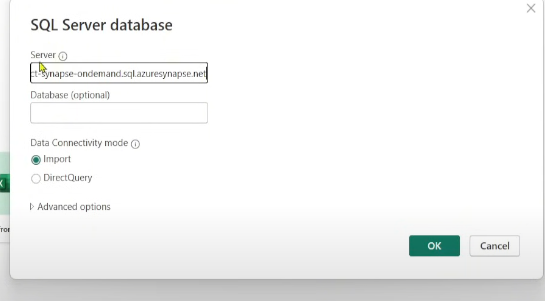 SQL Server database
Server
ct-synapse-ondemand.sql.azuresynapse.net
Database (optional)
Data Connectivity mode
Import
DirectQuery
Advanced options
OK Cancel